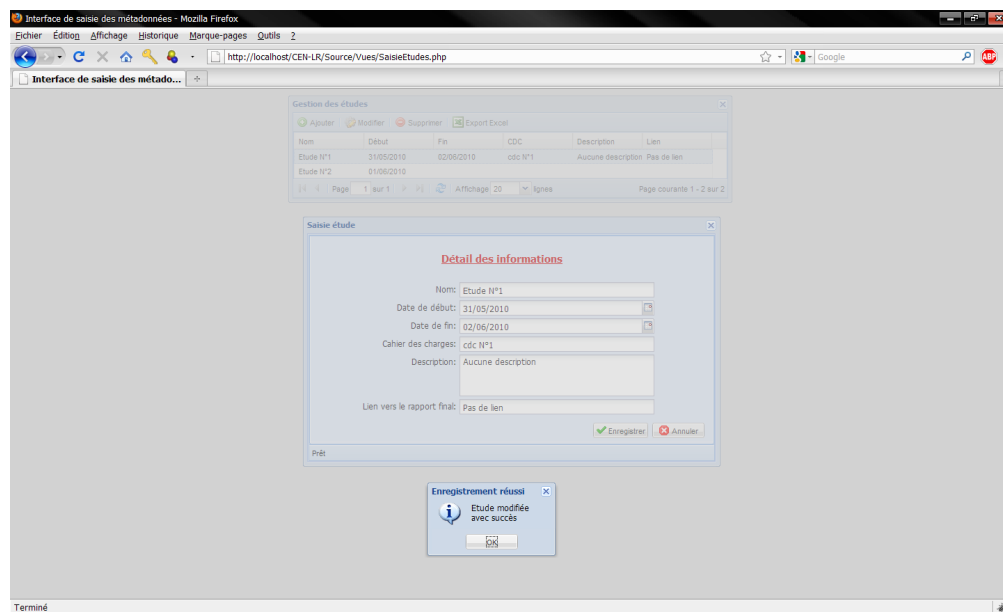 Interface de saisie des métadonnées - Mozilla Firefox
Fichier Édition Affichage Historique Marque-pages Outils ?
http://localhost/CEN-LR/Source/Vues/SaisieEtudes.php
Google
ABP
Interface de saisie des métado...
Gestion des études
Ajouter Modifier Supprimer Export Excel
Nom Début Fin CDC Description Lien
Etude N°1 31/05/2010 02/06/2010 cdc N°1 Aucune description Pas de lien
Etude N°2 01/06/2010
Page 1 sur 1 Affichage 20 lignes Page courante 1 - 2 sur 2
Saisie étude
Détail des informations
Nom: Etude N°1
Date de début: 31/05/2010
Date de fin: 02/06/2010
Cahier des charges: cdc N°1
Description: Aucune description
Lien vers le rapport final: Pas de lien
Enregistrer Annuler
Prêt
Enregistrement réussi
Etude modifiée
avec succès
OK
Terminé